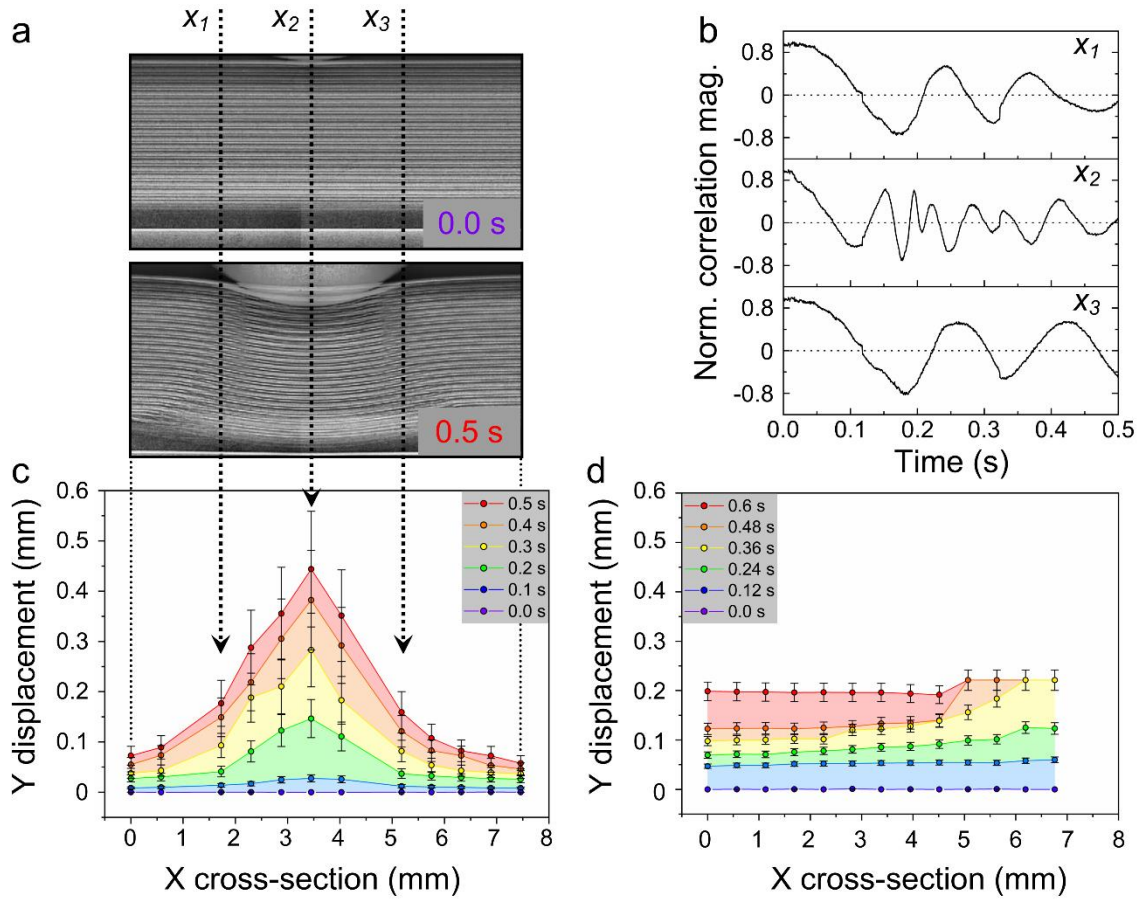 a
x1
x2
x3
0.0 s
0.5 s
b
x1
x2
x3
0.8
0
-0.8
0.8
0
-0.8
0.8
0
-0.8
Norm. correlation mag.
0.0 0.1 0.2 0.3 0.4 0.5
Time (s)
c
0.6
0.5
0.4
0.3
0.2
0.1
0
Y displacement (mm)
0.5 s
0.4 s
0.3 s
0.2 s
0.1 s
0.0 s
0 1 2 3 4 5 6 7 8
X cross-section (mm)
d
0.6
0.5
0.4
0.3
0.2
0.1
0
Y displacement (mm)
0.6 s
0.48 s
0.36 s
0.24 s
0.12 s
0.0 s
0 1 2 3 4 5 6 7 8
X cross-section (mm)